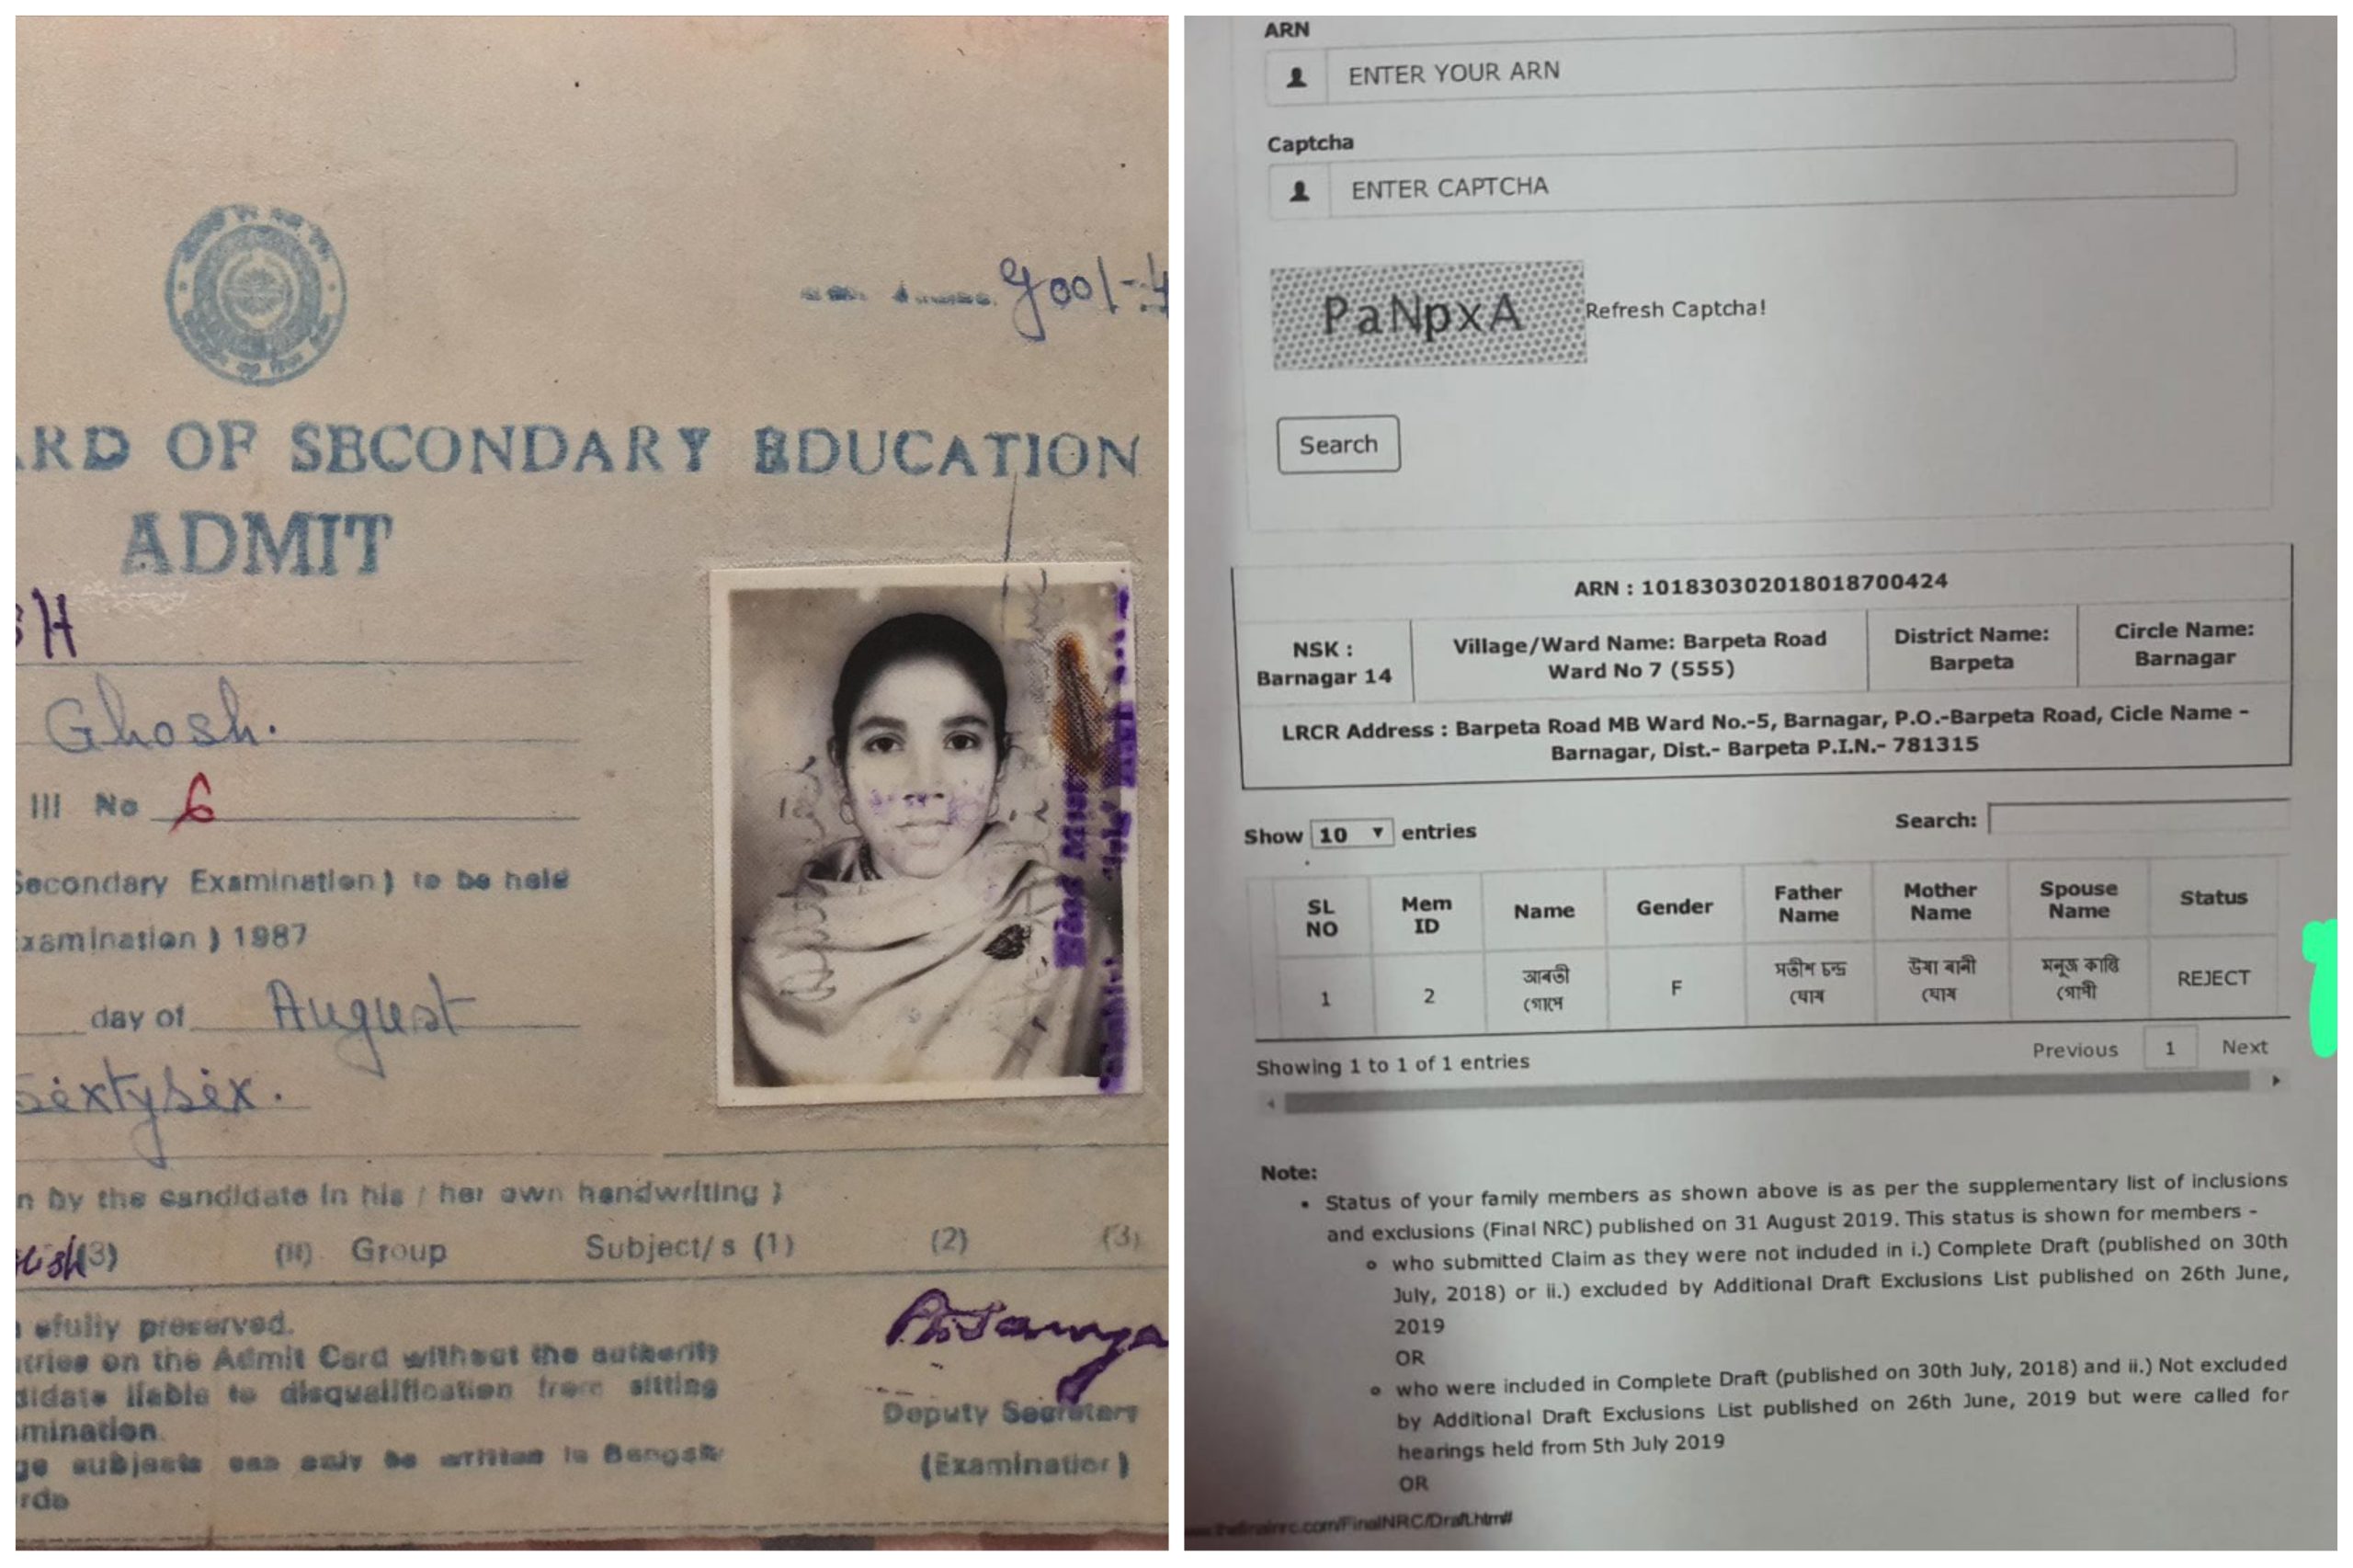 Yool-4
ARD OF SECONDARY EDUCATION
ADMIT
SH
Ghosh.
III No 6
Secondary Examination) to be held
Examination) 1987
day of August
Sixtysix.
n by the candidate in his / her own handwriting)
lish(3) (II) Group Subject/s (1) (2) (3)
efully preserved.
tries on the Admit Card without the authority
didate liable to disqualification from sitting
mination.
ge subjects can only be written in Bengali
rds
Deputy Secretary
(Examination)
ARN
ENTER YOUR ARN
Captcha
ENTER CAPTCHA
PaNpxA Refresh Captcha!
Search
ARN : 101830302018018700424
NSK : Barnagar 14
Village/Ward Name: Barpeta Road Ward No 7 (555)
District Name: Barpeta
Circle Name: Barnagar
LRCR Address : Barpeta Road MB Ward No.-5, Barnagar, P.O.-Barpeta Road, Cicle Name -
Barnagar, Dist.- Barpeta P.I.N.- 781315
Show 10 entries Search:
SL NO Mem ID Name Gender Father Name Mother Name Spouse Name Status
1 2 আৰতী গোপে F সতীশ চন্দ্ৰ ঘোষ উষা ৰানী ঘোষ মনুজ কান্তি গোপী REJECT
Showing 1 to 1 of 1 entries Previous 1 Next
Note:
• Status of your family members as shown above is as per the supplementary list of inclusions
and exclusions (Final NRC) published on 31 August 2019. This status is shown for members -
who submitted Claim as they were not included in i.) Complete Draft (published on 30th
July, 2018) or ii.) excluded by Additional Draft Exclusions List published on 26th June,
2019
OR
who were included in Complete Draft (published on 30th July, 2018) and ii.) Not excluded
by Additional Draft Exclusions List published on 26th June, 2019 but were called for
hearings held from 5th July 2019
OR
.com/FinalNRC/Draft.html#